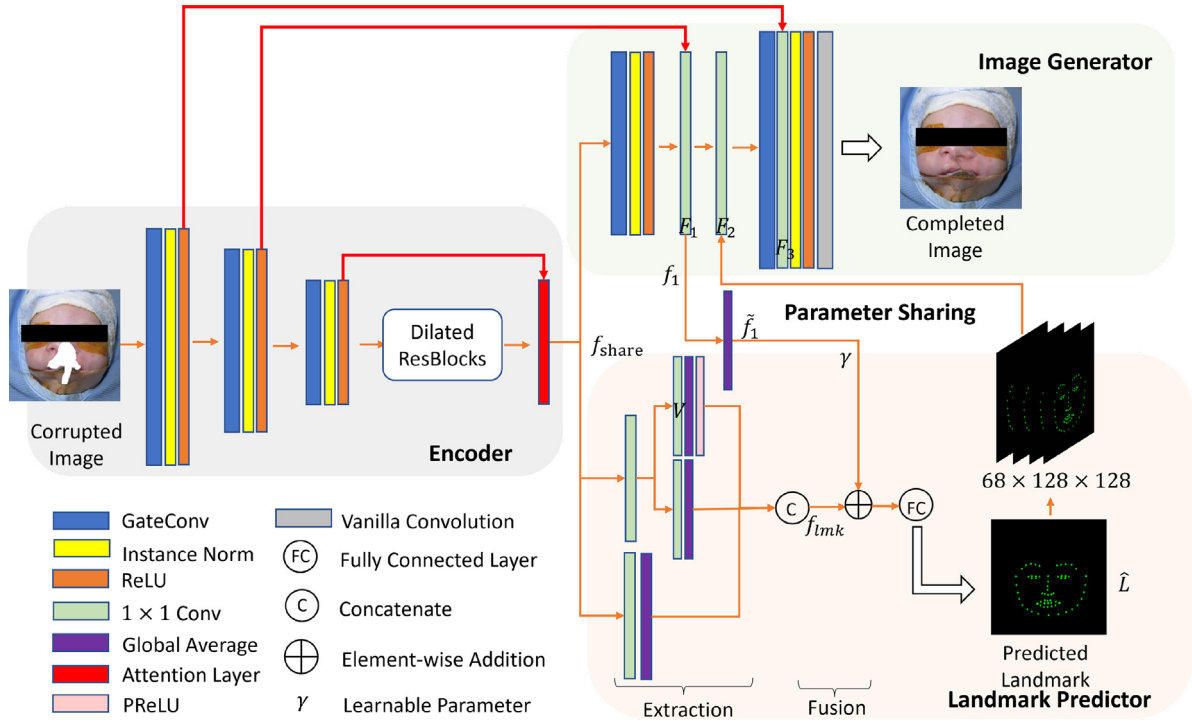 Image Generator
F₁
F₂
F₃
Completed
Image
f₁
Parameter Sharing
f̃₁
γ
f_share
Dilated
ResBlocks
Corrupted
Image
Encoder
V
68 × 128 × 128
C
f_lmk
FC
L̂
Predicted
Landmark
Landmark Predictor
Extraction
Fusion
GateConv
Instance Norm
ReLU
1 × 1 Conv
Global Average
Attention Layer
PReLU
Vanilla Convolution
FC
Fully Connected Layer
C
Concatenate
Element-wise Addition
γ
Learnable Parameter